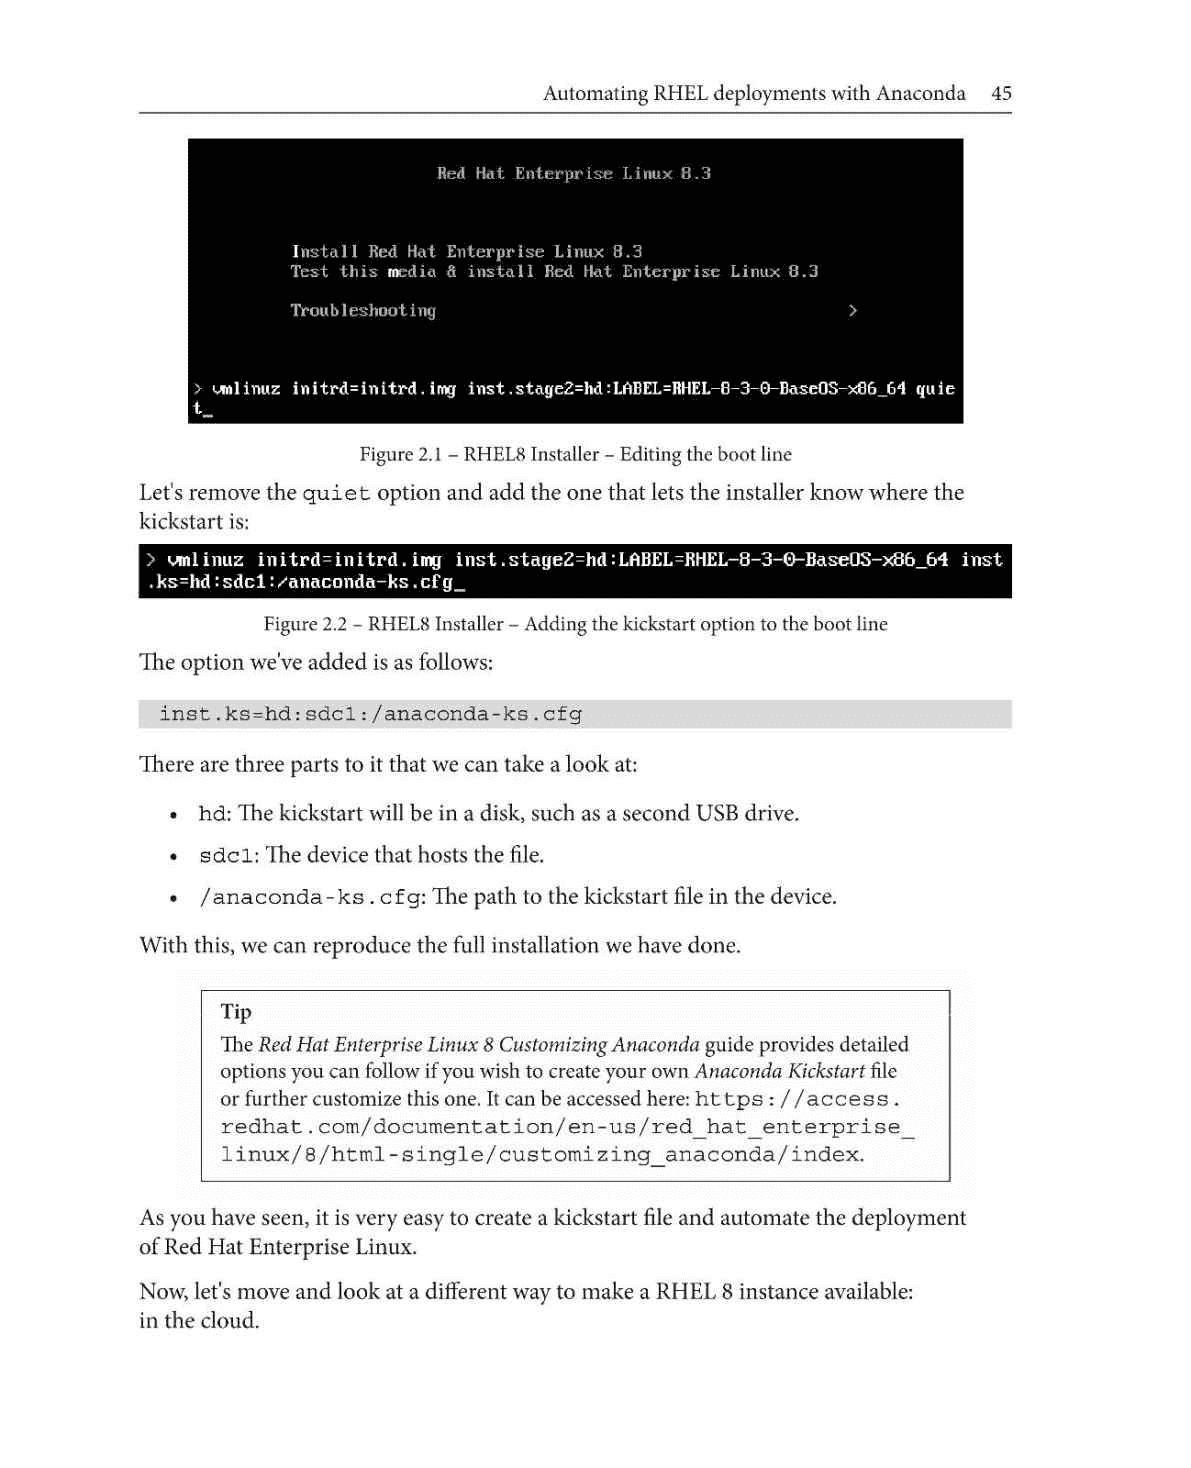 Automating RHEL deployments with Anaconda 45
Red Hat Enterprise Linux 8.3
Install Red Hat Enterprise Linux 8.3
Test this media & install Red Hat Enterprise Linux 8.3
Troubleshooting >
> vmlinuz initrd=initrd.img inst.stage2=hd:LABEL=RHEL-8-3-0-BaseOS-x86_64 quie
t_
Figure 2.1 – RHEL8 Installer – Editing the boot line
Let's remove the quiet option and add the one that lets the installer know where the
kickstart is:
> vmlinuz initrd=initrd.img inst.stage2=hd:LABEL=RHEL-8-3-0-BaseOS-x86_64 inst
.ks=hd:sdc1:/anaconda-ks.cfg_
Figure 2.2 – RHEL8 Installer – Adding the kickstart option to the boot line
The option we've added is as follows:
inst.ks=hd:sdc1:/anaconda-ks.cfg
There are three parts to it that we can take a look at:
• hd: The kickstart will be in a disk, such as a second USB drive.
• sdc1: The device that hosts the file.
• /anaconda-ks.cfg: The path to the kickstart file in the device.
With this, we can reproduce the full installation we have done.
Tip
The Red Hat Enterprise Linux 8 Customizing Anaconda guide provides detailed
options you can follow if you wish to create your own Anaconda Kickstart file
or further customize this one. It can be accessed here: https://access.
redhat.com/documentation/en-us/red_hat_enterprise_
linux/8/html-single/customizing_anaconda/index.
As you have seen, it is very easy to create a kickstart file and automate the deployment
of Red Hat Enterprise Linux.
Now, let's move and look at a different way to make a RHEL 8 instance available:
in the cloud.